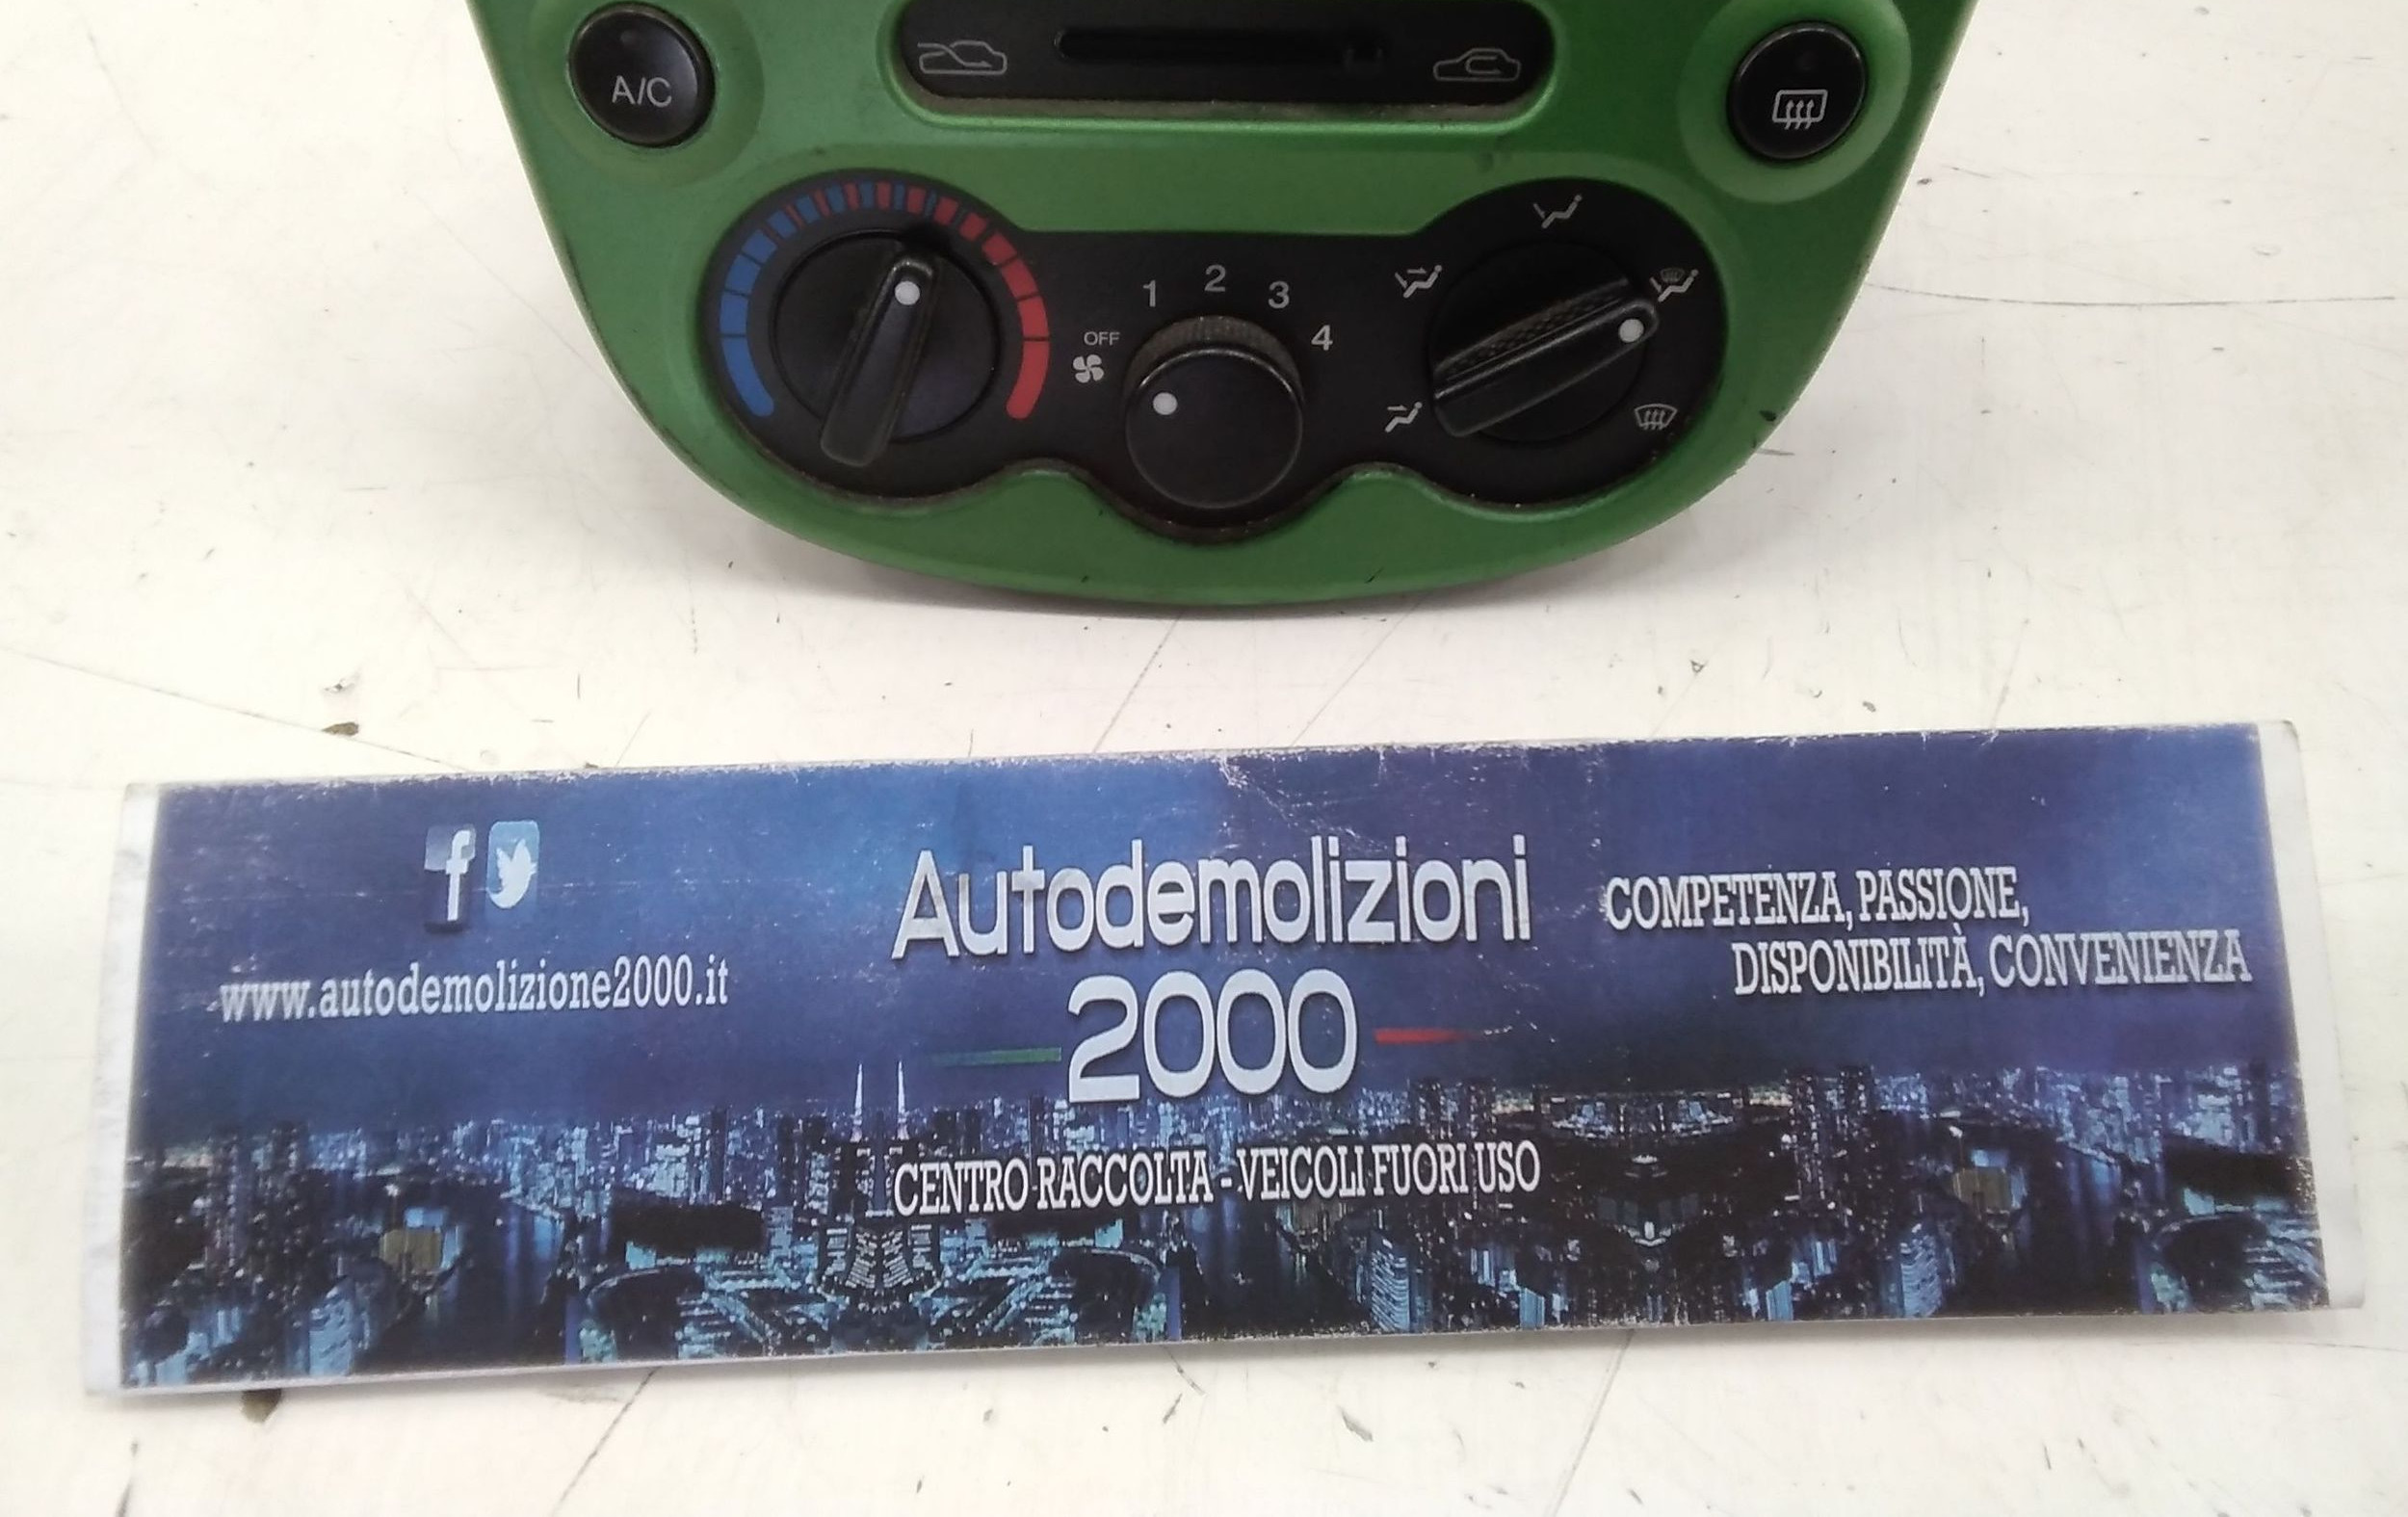 A/C
OFF 1 2 3 4
www.autodemolizione2000.it
Autodemolizioni
2000
CENTRO RACCOLTA - VEICOLI FUORI USO
COMPETENZA, PASSIONE,
DISPONIBILITÀ, CONVENIENZA